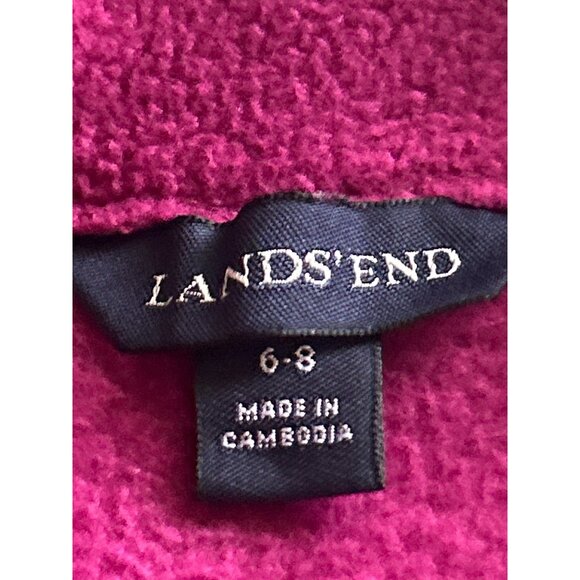 LANDS' END
6-8
MADE IN
CAMBODIA